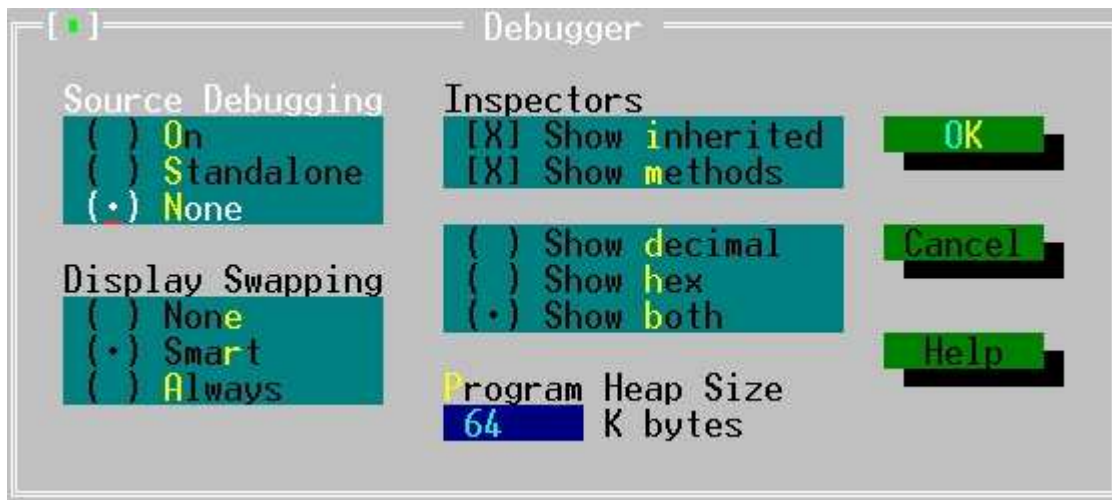 [■] Debugger
Source Debugging
( ) On
( ) Standalone
(•) None
Display Swapping
( ) None
(•) Smart
( ) Always
Inspectors
[X] Show inherited
[X] Show methods
( ) Show decimal
( ) Show hex
(•) Show both
Program Heap Size
64 K bytes
OK
Cancel
Help